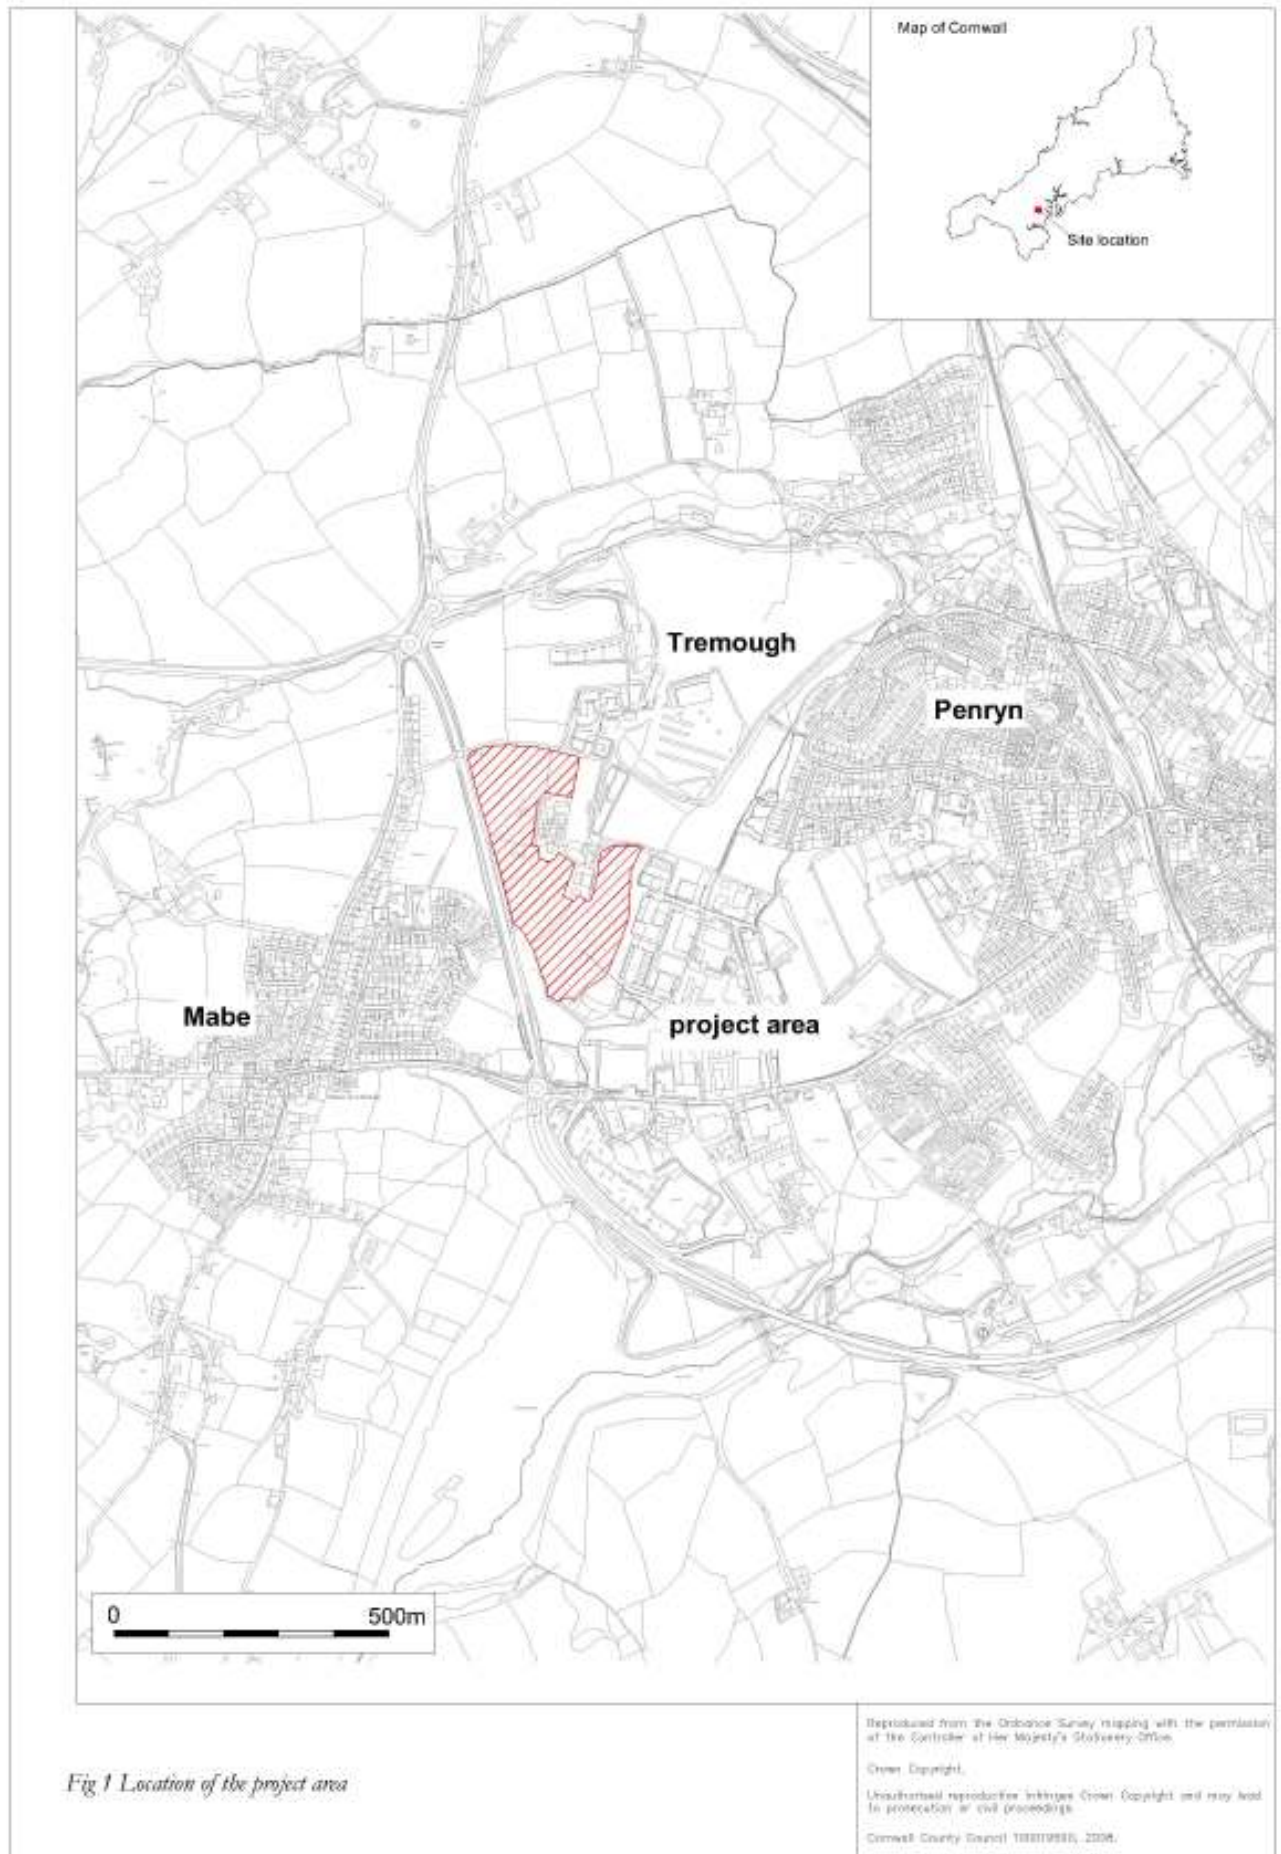 Map of Cornwall
Site location
Tremough
Penryn
Mabe
project area
0 500m
Fig 1 Location of the project area
Reproduced from the Ordnance Survey mapping with the permission
of the Controller of Her Majesty's Stationery Office.
Crown Copyright.
Unauthorised reproduction infringes Crown Copyright and may lead
to prosecution or civil proceedings.
Cornwall County Council 2008.